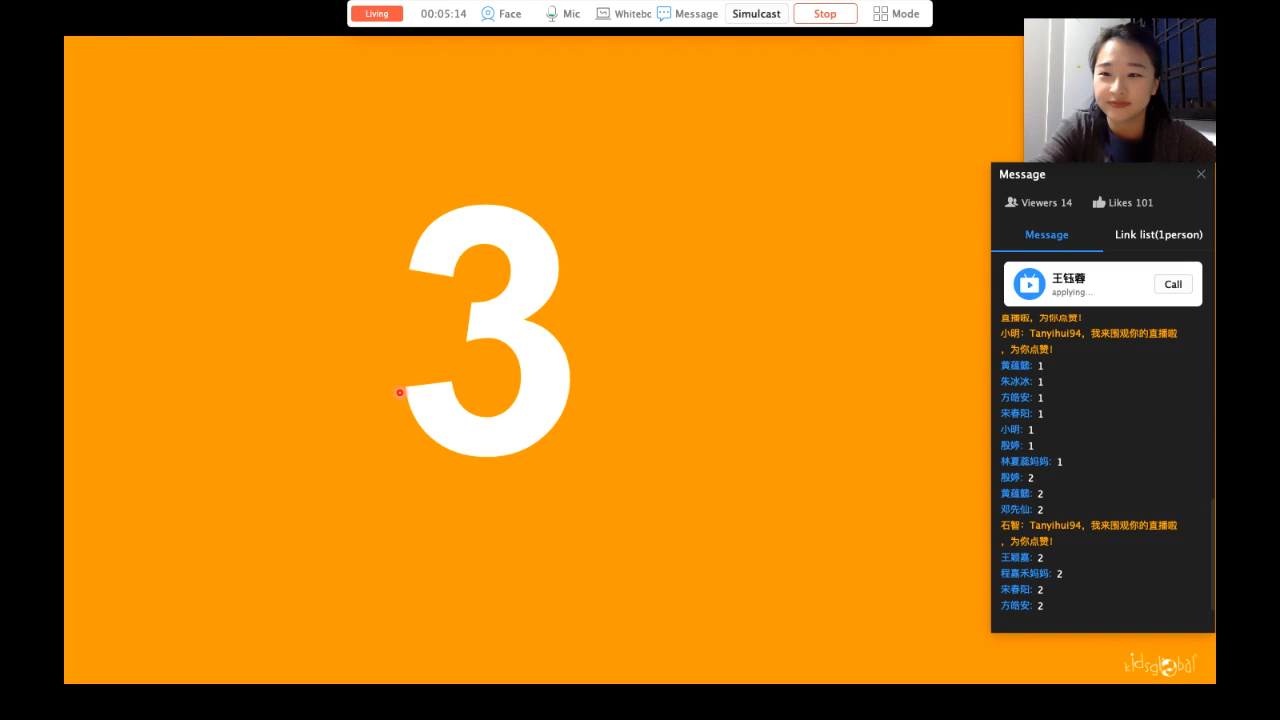 Living 00:05:14 Face Mic Whitebc Message Simulcast Stop Mode
3
Message
Viewers 14 Likes 101
Message Link list(1person)
王钰蓉
applying...
Call
直播啦，为你点赞！
小明：Tanyihui94，我来围观你的直播啦
，为你点赞！
黄蕴懿: 1
朱冰冰: 1
方皓安: 1
宋春阳: 1
小明: 1
殷婷: 1
林夏蕊妈妈: 1
殷婷: 2
黄蕴懿: 2
邓先仙: 2
石智：Tanyihui94，我来围观你的直播啦
，为你点赞！
王颢嘉: 2
程嘉禾妈妈: 2
宋春阳: 2
方皓安: 2
kidsglobal